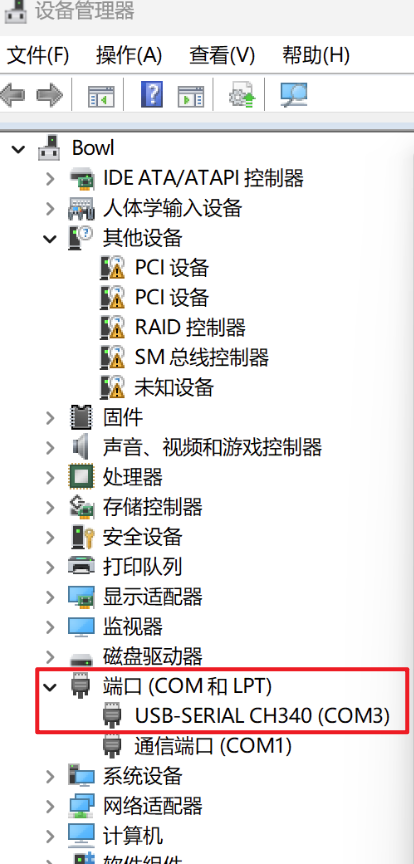 设备管理器
文件(F) 操作(A) 查看(V) 帮助(H)
Bowl
IDE ATA/ATAPI 控制器
人体学输入设备
其他设备
PCI 设备
PCI 设备
RAID 控制器
SM 总线控制器
未知设备
固件
声音、视频和游戏控制器
处理器
存储控制器
安全设备
打印队列
显示适配器
监视器
磁盘驱动器
端口 (COM 和 LPT)
USB-SERIAL CH340 (COM3)
通信端口 (COM1)
系统设备
网络适配器
计算机
软件组件